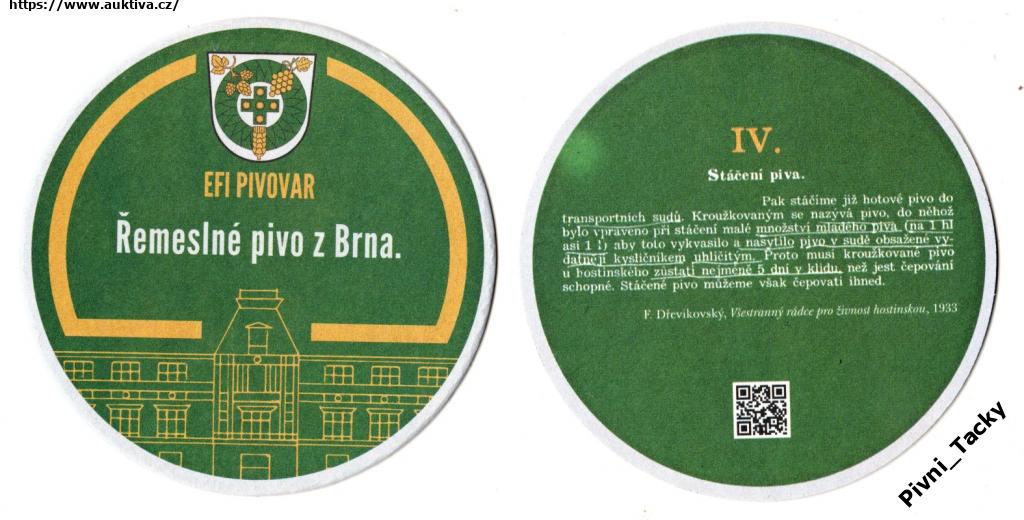 https://www.auktiva.cz/
EFI PIVOVAR
Řemeslné pivo z Brna.
IV.
Stáčení piva.
Pak stáčíme již hotové pivo do
transportních sudů. Kroužkovaným se nazývá pivo, do něhož
bylo vpraveno při stáčení malé množství mladého piva (na 1 hl
asi 1 l) aby toto vykvasilo a nasytilo pivo v sudě obsažené vy-
datněji kysličníkem uhličitým. Proto musí kroužkované pivo
u hostinského zůstati nejméně 5 dní v klidu, než jest čepování
schopné. Stáčené pivo můžeme však čepovati ihned.
F. Dřevikovský, Všestranný rádce pro živnost hostinskou, 1933
Pivni_Tacky